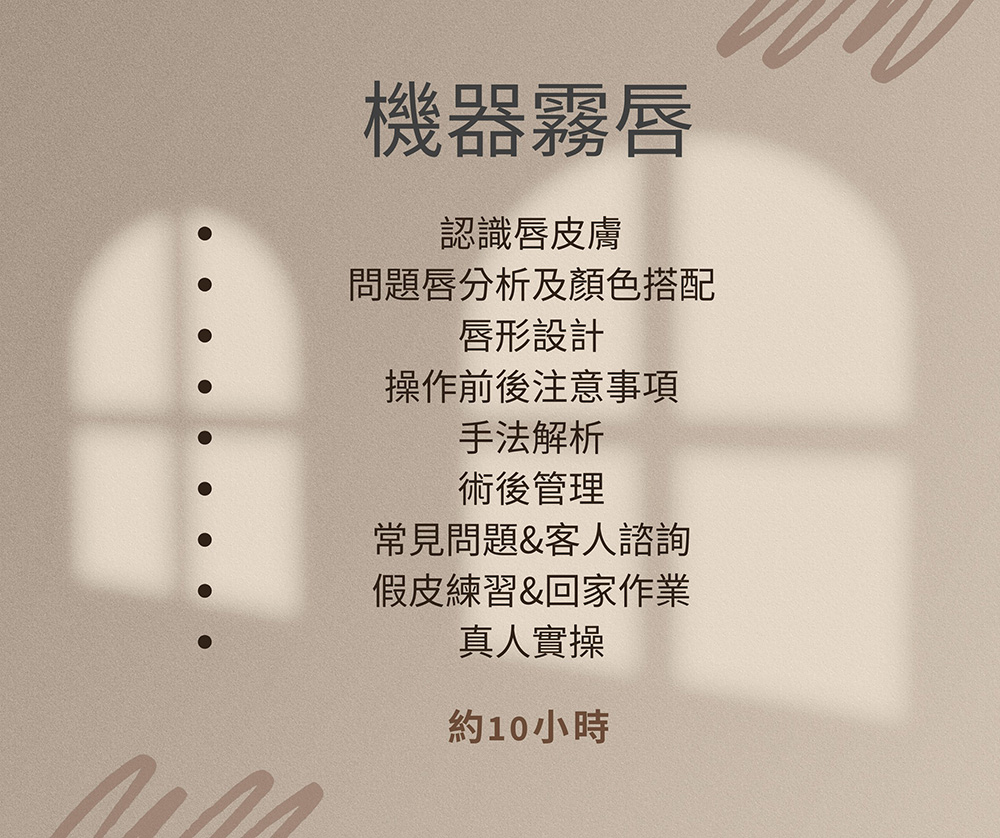 機器霧唇
• 認識唇皮膚
• 問題唇分析及顏色搭配
• 唇形設計
• 操作前後注意事項
• 手法解析
• 術後管理
• 常見問題&客人諮詢
• 假皮練習&回家作業
• 真人實操
約10小時